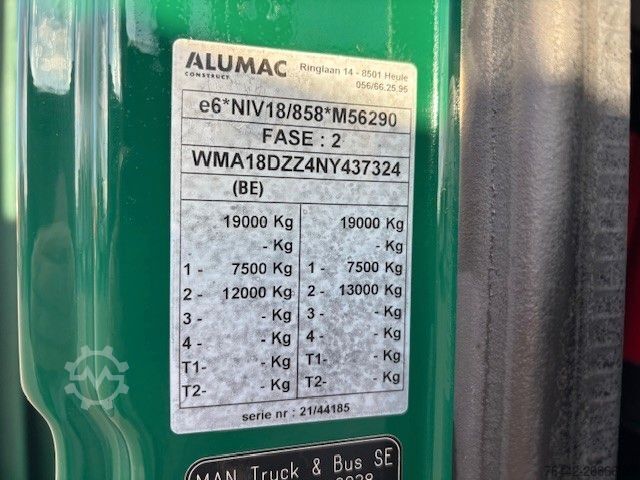 ALUMAC
CONSTRUCT
Ringlaan 14 - 8501 Heule
056/66.25.95
e6*NIV18/858*M56290
FASE : 2
WMA18DZZ4NY437324
(BE)
19000 Kg 19000 Kg
- Kg - Kg
1 - 7500 Kg 1 - 7500 Kg
2 - 12000 Kg 2 - 13000 Kg
3 - - Kg 3 - - Kg
4 - - Kg 4 - - Kg
T1- - Kg T1- - Kg
T2- - Kg T2- - Kg
serie nr : 21/44185
MAN Truck & Bus SE